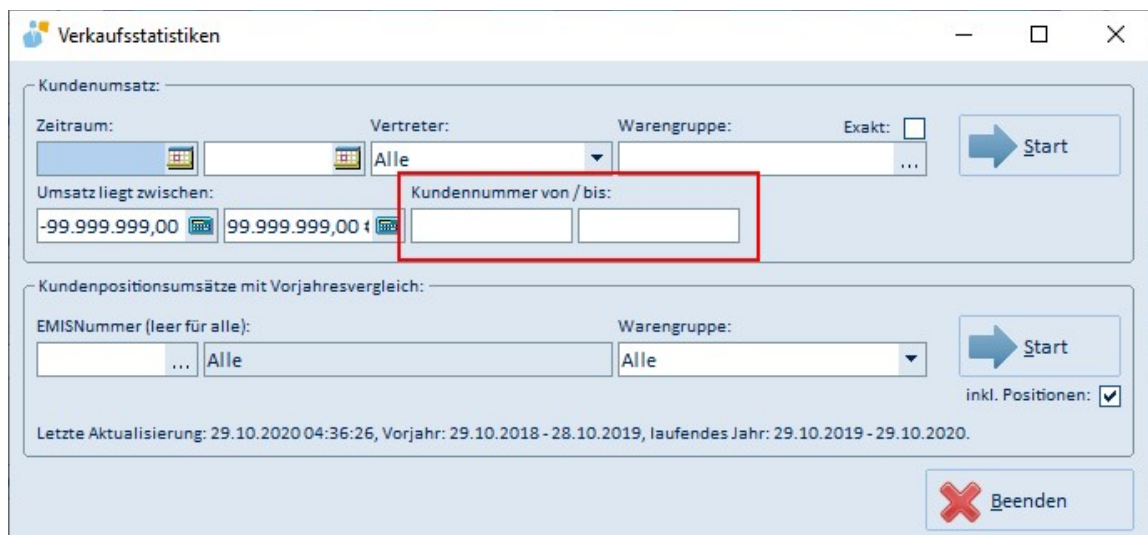 Verkaufsstatistiken
Kundenumsatz:
Zeitraum: Vertreter: Warengruppe: Exakt:
Alle ... Start
Umsatz liegt zwischen: Kundennummer von / bis:
-99.999.999,00 99.999.999,00
Kundenpositionsumsätze mit Vorjahresvergleich:
EMISNummer (leer für alle): Warengruppe:
... Alle Alle Start
inkl. Positionen:
Letzte Aktualisierung: 29.10.2020 04:36:26, Vorjahr: 29.10.2018 - 28.10.2019, laufendes Jahr: 29.10.2019 - 29.10.2020.
Beenden